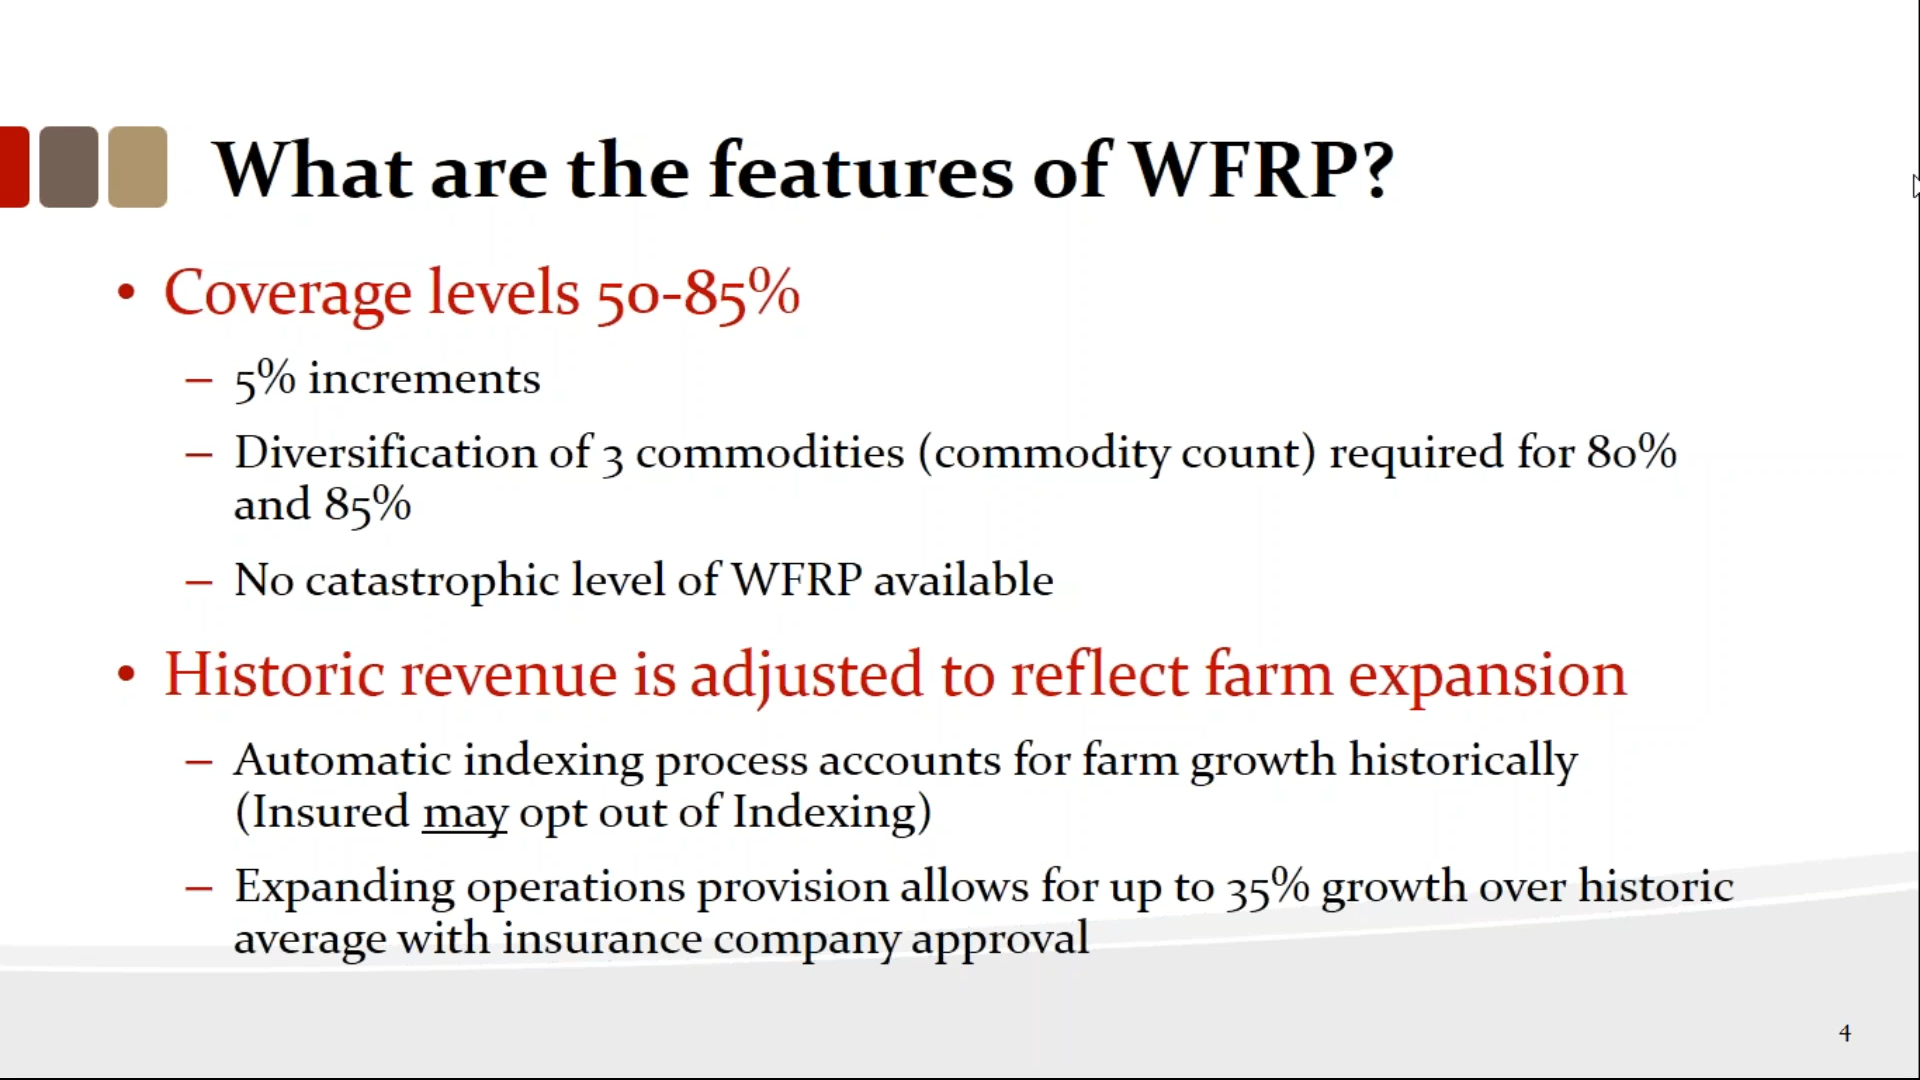 What are the features of WFRP?
• Coverage levels 50-85%
– 5% increments
– Diversification of 3 commodities (commodity count) required for 80%
and 85%
– No catastrophic level of WFRP available
• Historic revenue is adjusted to reflect farm expansion
– Automatic indexing process accounts for farm growth historically
(Insured may opt out of Indexing)
– Expanding operations provision allows for up to 35% growth over historic
average with insurance company approval
4